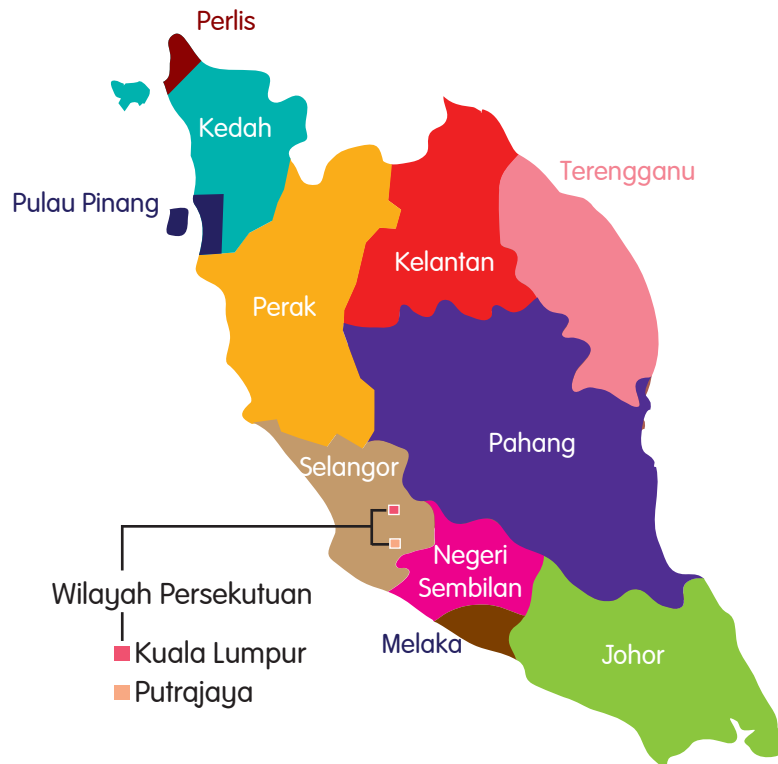 Perlis
Kedah
Terengganu
Pulau Pinang
Kelantan
Perak
Pahang
Selangor
Negeri
Sembilan
Wilayah Persekutuan
Melaka
Kuala Lumpur
Johor
Putrajaya